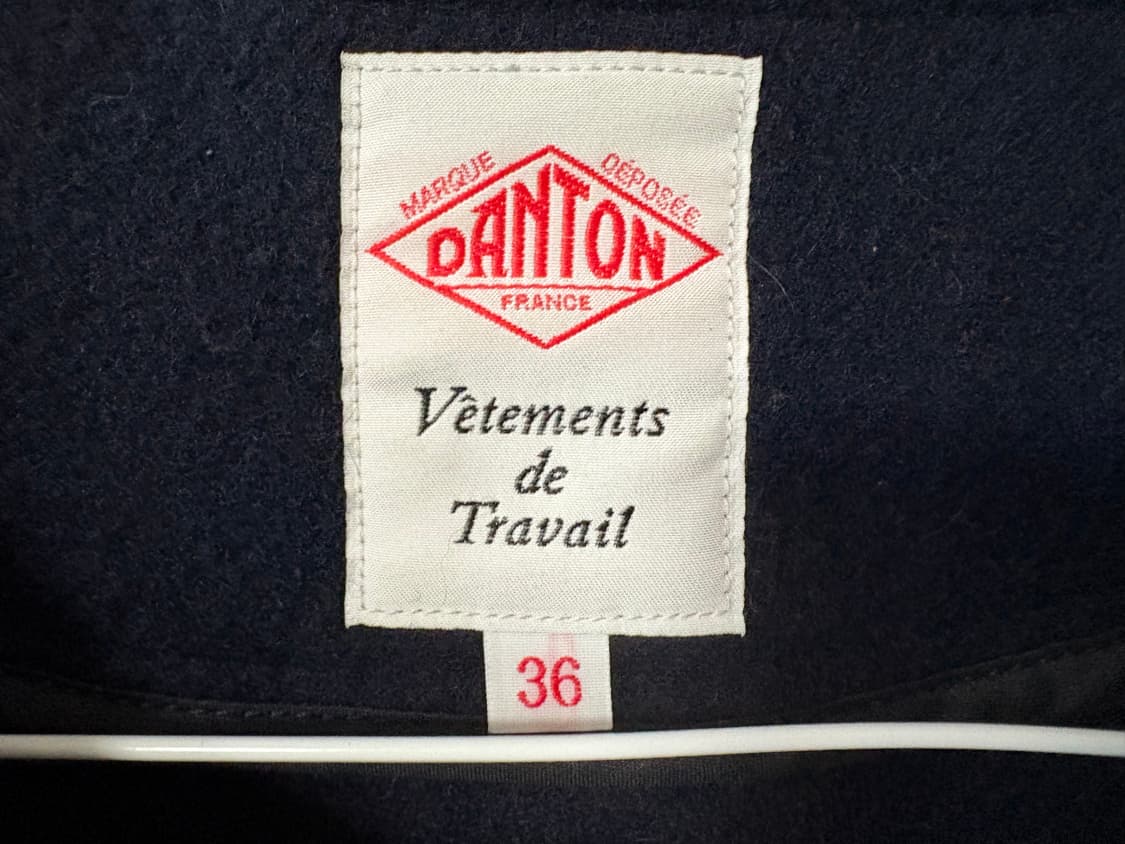 MARQUE DÉPOSÉE
DANTON
FRANCE
Vêtements
de
Travail
36